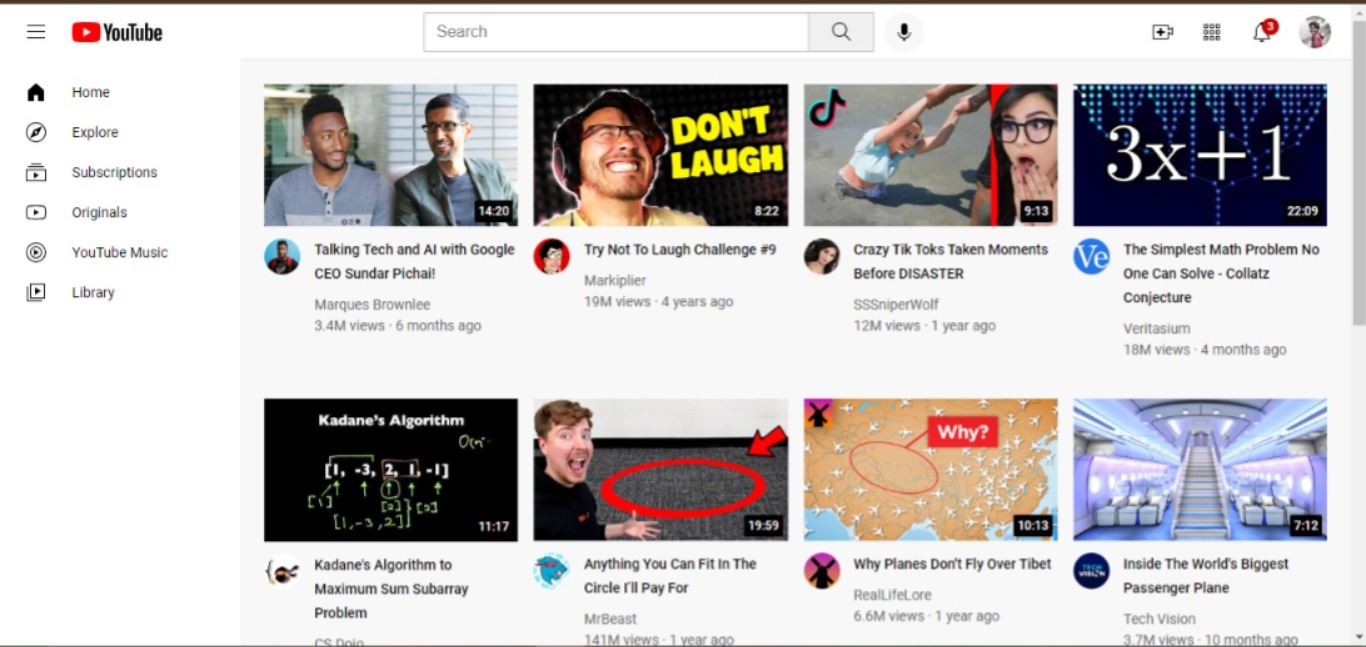 YouTube
Search
3
Home
Explore
Subscriptions
Originals
YouTube Music
Library
14:20
Talking Tech and AI with Google
CEO Sundar Pichai!
Marques Brownlee
3.4M views · 6 months ago
DON'T
LAUGH
8:22
Try Not To Laugh Challenge #9
Markiplier
19M views · 4 years ago
9:13
Crazy Tik Toks Taken Moments
Before DISASTER
SSSniperWolf
12M views · 1 year ago
3x+1
22:09
Ve
The Simplest Math Problem No
One Can Solve - Collatz
Conjecture
Veritasium
18M views · 4 months ago
Kadane's Algorithm
[1, -3, 2, 1, -1]
[1]
[2]
[2]
[1,-3,2]
11:17
Kadane's Algorithm to
Maximum Sum Subarray
Problem
CS Dojo
19:59
Anything You Can Fit In The
Circle I'll Pay For
MrBeast
141M views · 1 year ago
Why?
10:13
Why Planes Don't Fly Over Tibet
RealLifeLore
6.6M views · 1 year ago
7:12
TECH
VISION
Inside The World's Biggest
Passenger Plane
Tech Vision
3.7M views · 10 months ago